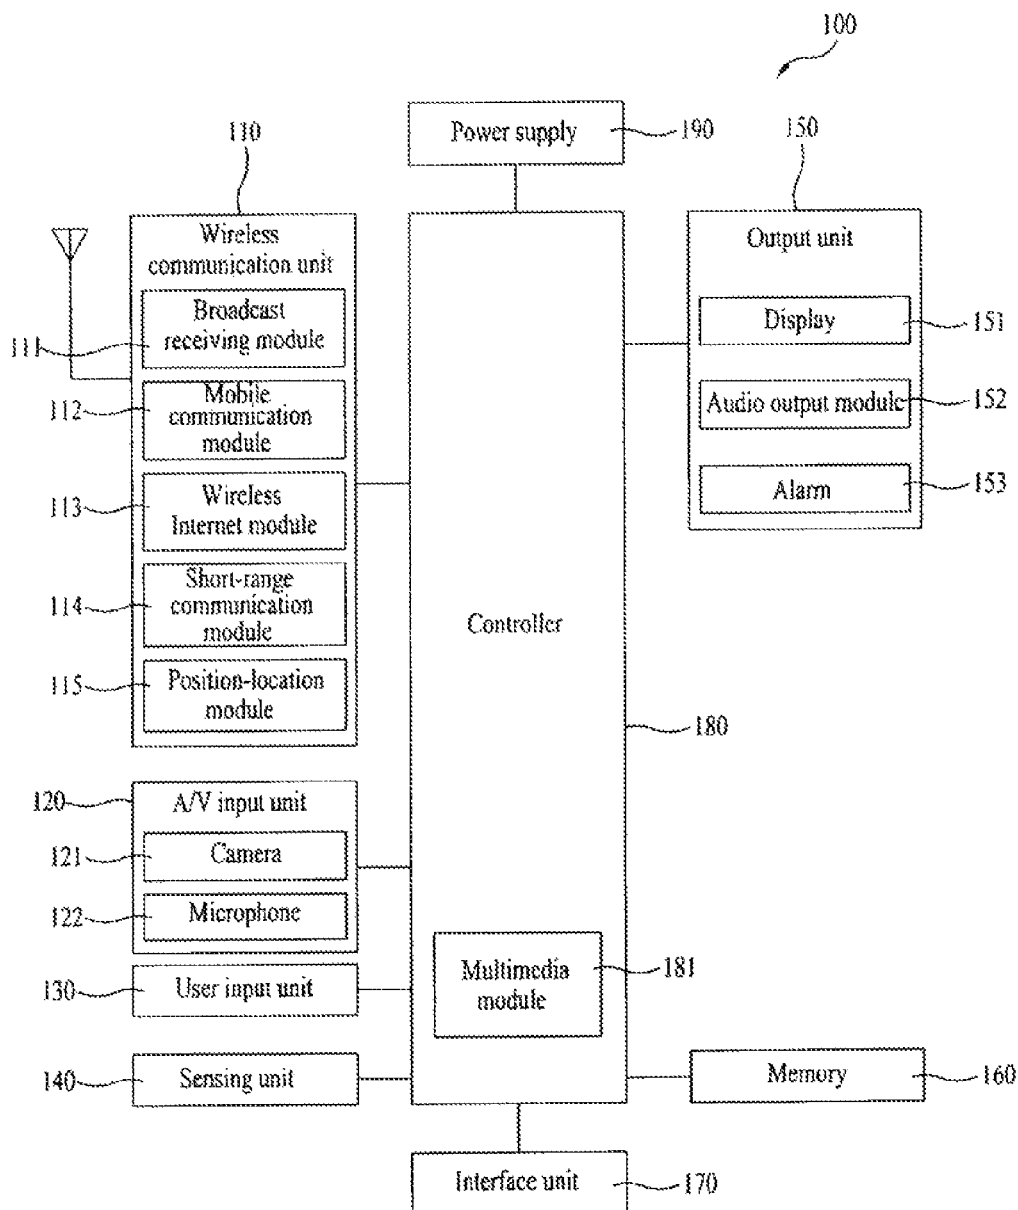 100
Power supply
190
110
150
Wireless
communication unit
Output unit
Broadcast
receiving module
111
Display
151
Mobile
communication
module
112
Audio output module
152
Wireless
Internet module
113
Alarm
153
Short-range
communication
module
114
Controller
Position-location
module
115
180
A/V input unit
120
Camera
121
Microphone
122
Multimedia
module
181
User input unit
130
Sensing unit
140
Memory
160
Interface unit
170